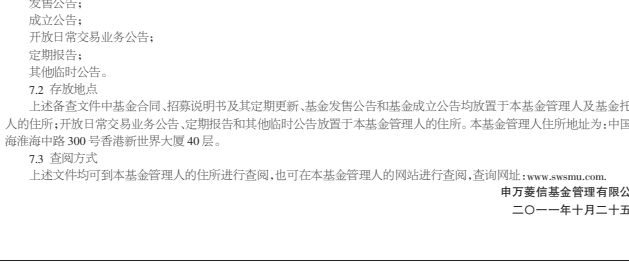 发售公告；
成立公告；
开放日常交易业务公告；
定期报告；
其他临时公告。
7.2 存放地点
上述备查文件中基金合同、招募说明书及其定期更新、基金发售公告和基金成立公告均放置于本基金管理人及基金托
人的住所；开放日常交易业务公告、定期报告和其他临时公告放置于本基金管理人的住所。本基金管理人住所地址为：中国
海淮海中路 300 号香港新世界大厦 40 层。
7.3 查阅方式
上述文件均可到本基金管理人的住所进行查阅，也可在本基金管理人的网站进行查阅，查询网址：www.swsmu.com.
申万菱信基金管理有限公
二〇一一年十月二十五